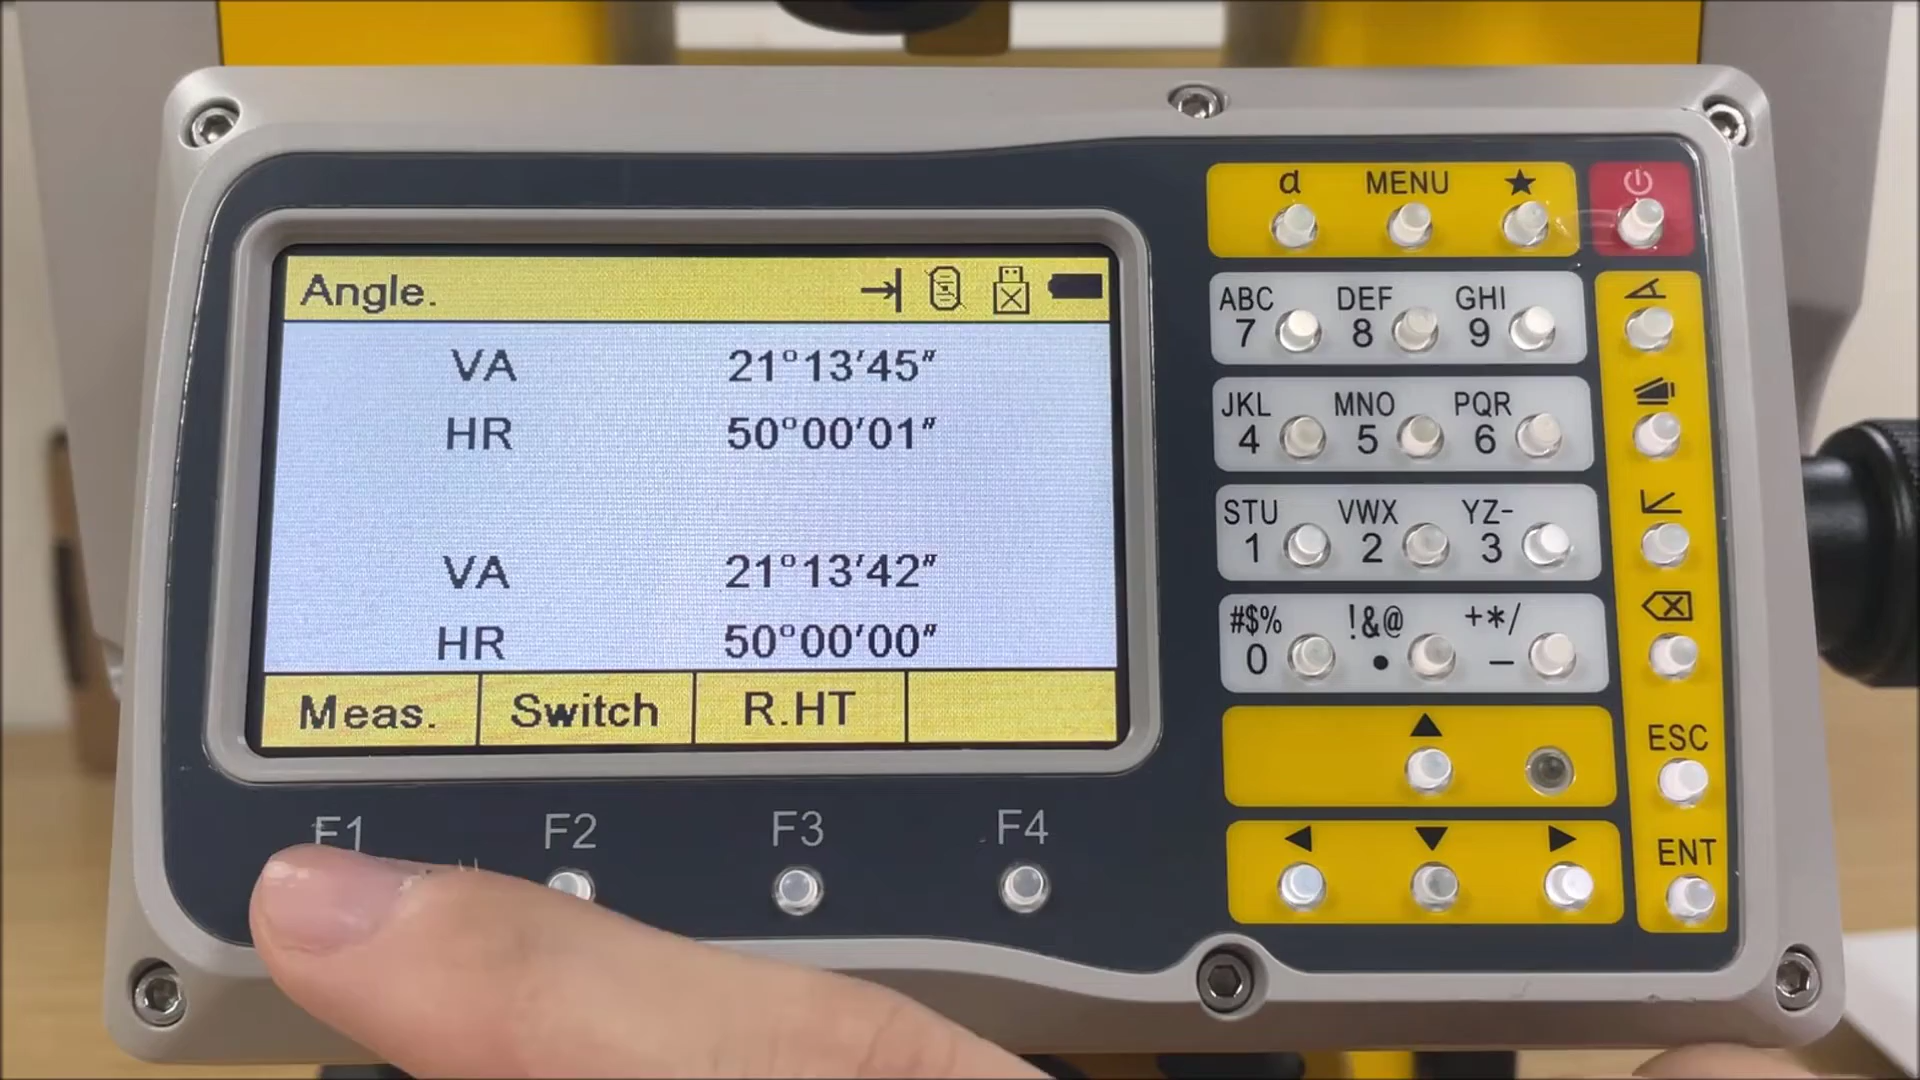 Angle.
VA 21°13′45″
HR 50°00′01″
VA 21°13′42″
HR 50°00′00″
Meas. Switch R.HT
F1 F2 F3 F4
α MENU ★
ABC DEF GHI
7 8 9
JKL MNO PQR
4 5 6
STU VWX YZ-
1 2 3
#$% !&@ +*/
0 • –
ESC
ENT